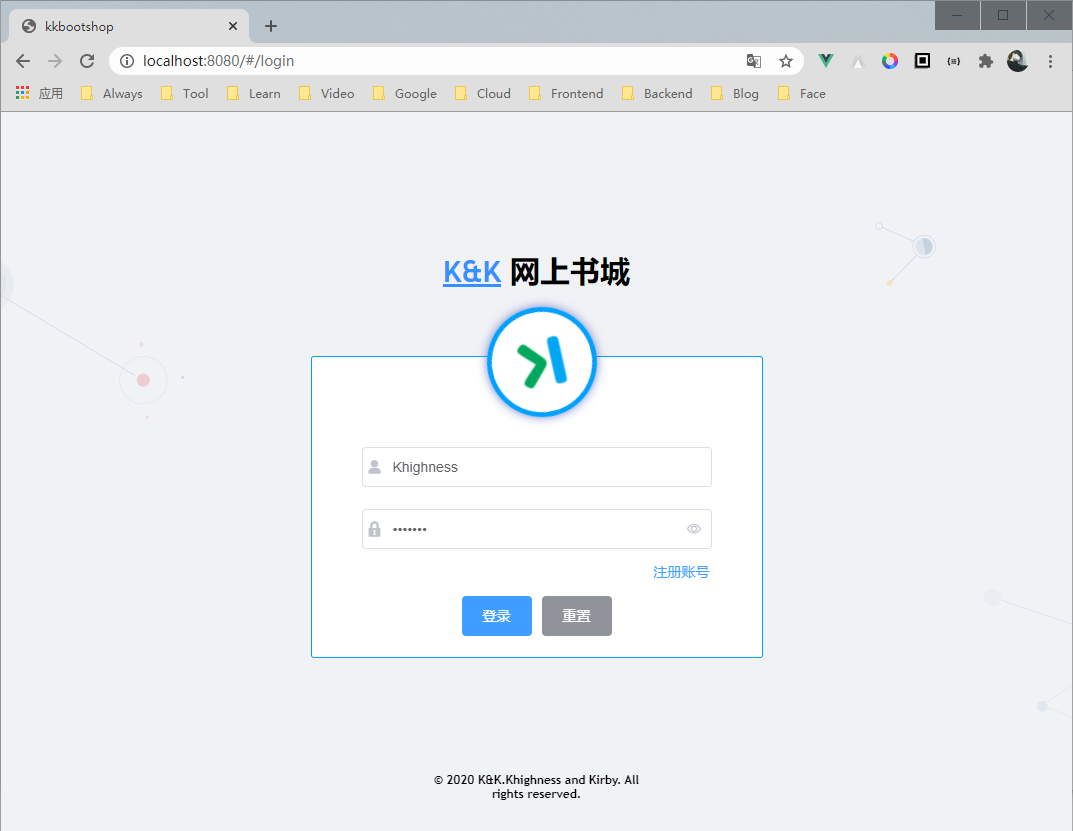 kkbootshop
localhost:8080/#/login
应用 Always Tool Learn Video Google Cloud Frontend Backend Blog Face
K&K 网上书城
Khighness
•••••••
注册账号
登录 重置
© 2020 K&K.Khighness and Kirby. All
rights reserved.